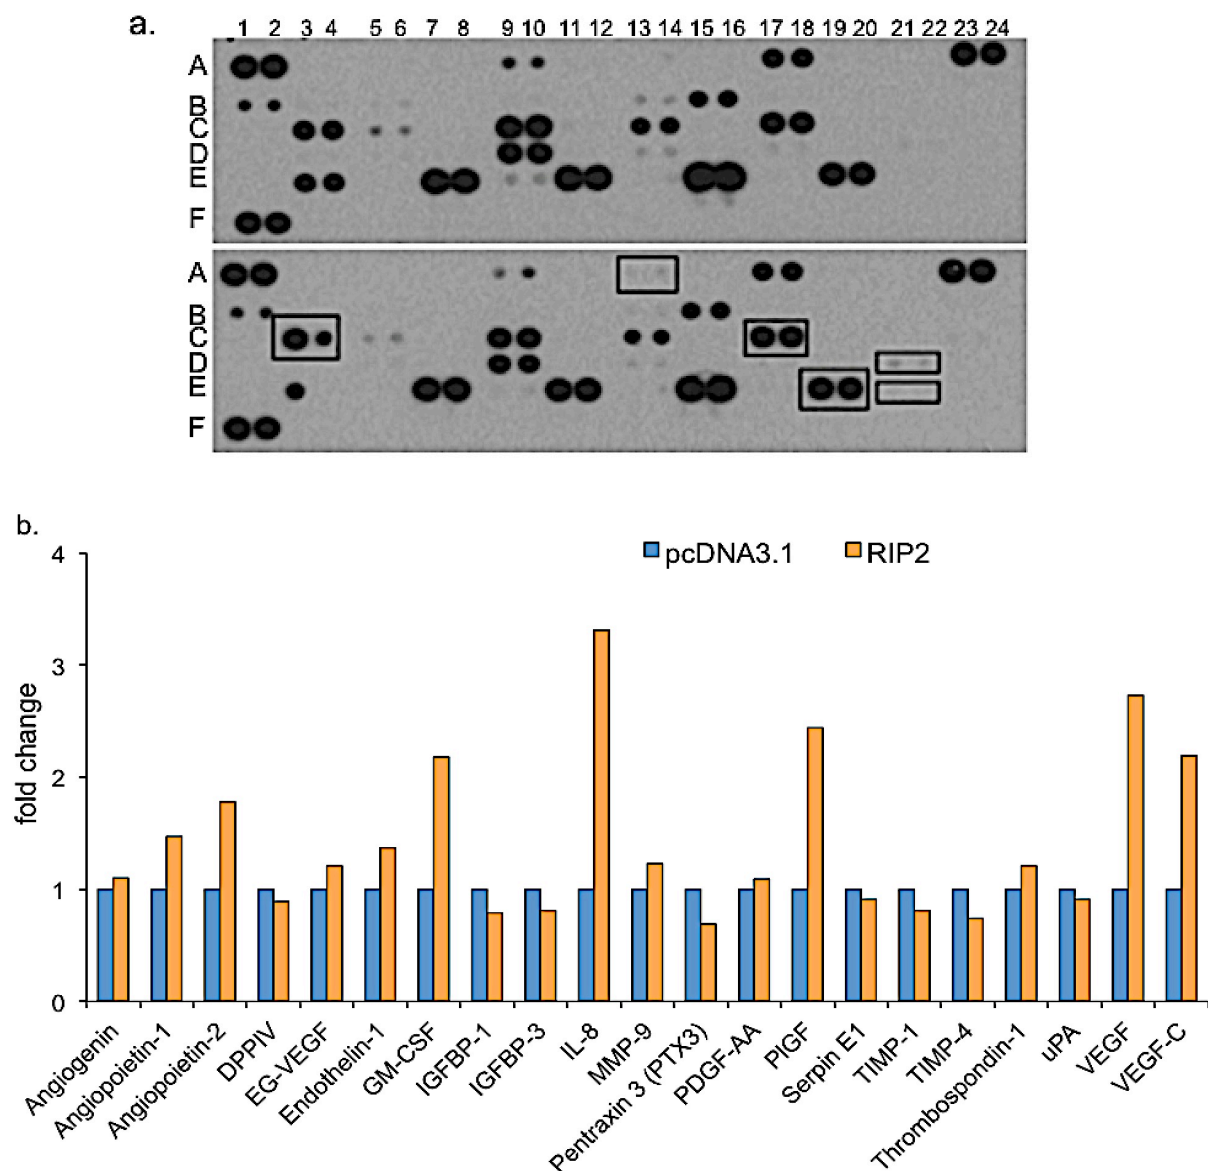 a.
1 2 3 4 5 6 7 8 9 10 11 12 13 14 15 16 17 18 19 20 21 22 23 24
A
B
C
D
E
F
A
B
C
D
E
F
b.
pcDNA3.1 RIP2
fold change
4
3
2
1
0
Angiogenin
Angiopoietin-1
Angiopoietin-2
DPPIV
EG-VEGF
Endothelin-1
GM-CSF
IGFBP-1
IGFBP-3
IL-8
MMP-9
Pentraxin 3 (PTX3)
PDGF-AA
PlGF
Serpin E1
TIMP-1
TIMP-4
Thrombospondin-1
uPA
VEGF
VEGF-C